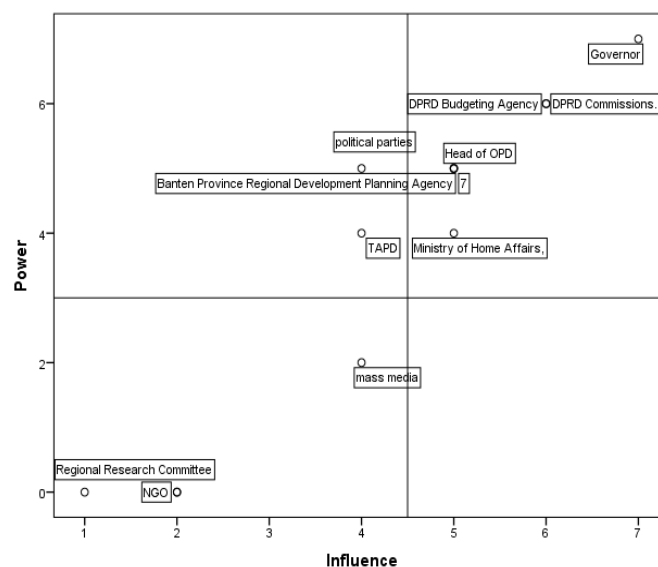 Governor
6
DPRD Budgeting Agency
DPRD Commissions.
political parties
Head of OPD
Banten Province Regional Development Planning Agency
7
Power
4
TAPD
Ministry of Home Affairs,
2
mass media
Regional Research Committee
0
NGO
1 2 3 4 5 6 7
Influence